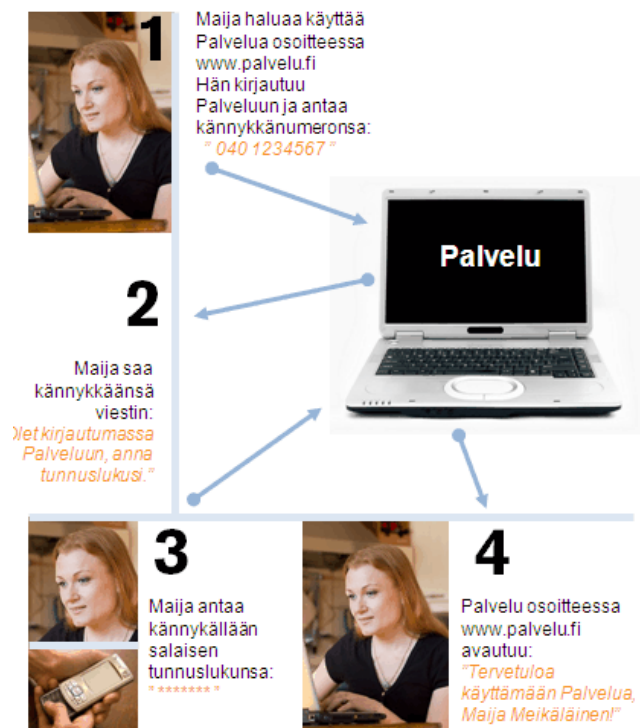 1
Maija haluaa käyttää
Palvelua osoitteessa
www.palvelu.fi
Hän kirjautuu
Palveluun ja antaa
kännykkänumeronsa:
" 040 1234567 "
Palvelu
2
Maija saa
kännykkäänsä
viestin:
Olet kirjautumassa
Palveluun, anna
tunnuslukusi."
3
Maija antaa
kännykällään
salaisen
tunnuslukunsa:
" ******* "
4
Palvelu osoitteessa
www.palvelu.fi
avautuu:
"Tervetuloa
käyttämään Palvelua,
Maija Meikäläinen!"